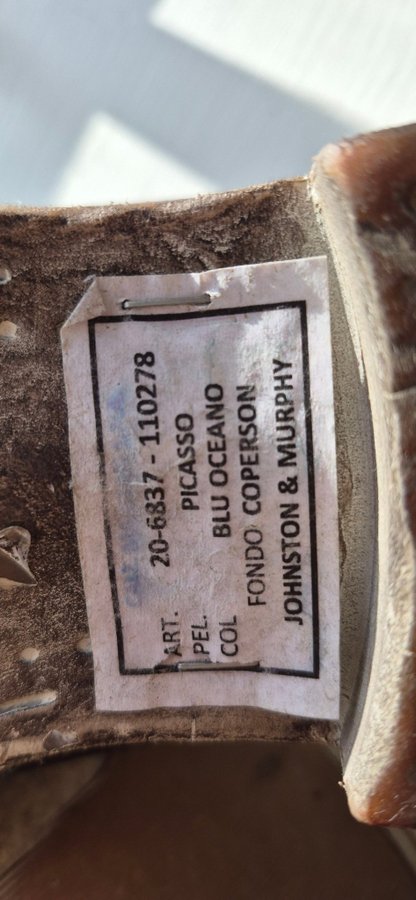 ART. 20-6837 - 110278
PEL. PICASSO
COL BLU OCEANO
FONDO COPERSON
JOHNSTON & MURPHY